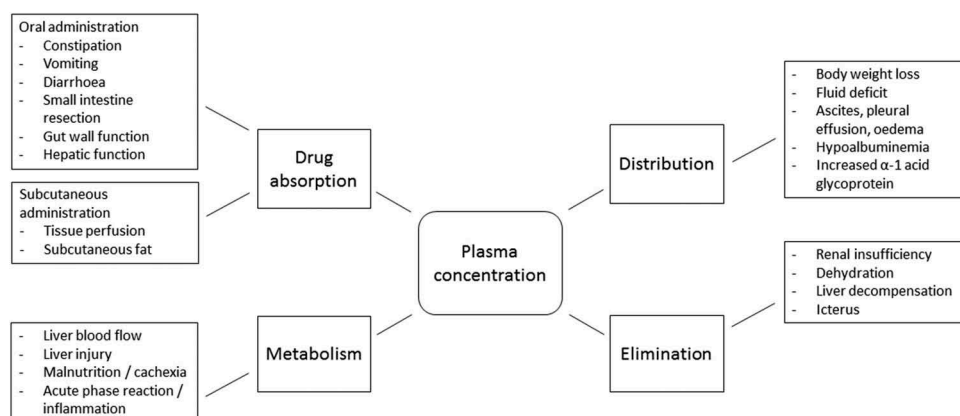 Oral administration
- Constipation
- Vomiting
- Diarrhoea
- Small intestine
resection
- Gut wall function
- Hepatic function
Subcutaneous
administration
- Tissue perfusion
- Subcutaneous fat
Drug
absorption
- Liver blood flow
- Liver injury
- Malnutrition / cachexia
- Acute phase reaction /
inflammation
Metabolism
Plasma
concentration
Distribution
- Body weight loss
- Fluid deficit
- Ascites, pleural
effusion, oedema
- Hypoalbuminemia
- Increased α-1 acid
glycoprotein
Elimination
- Renal insufficiency
- Dehydration
- Liver decompensation
- Icterus